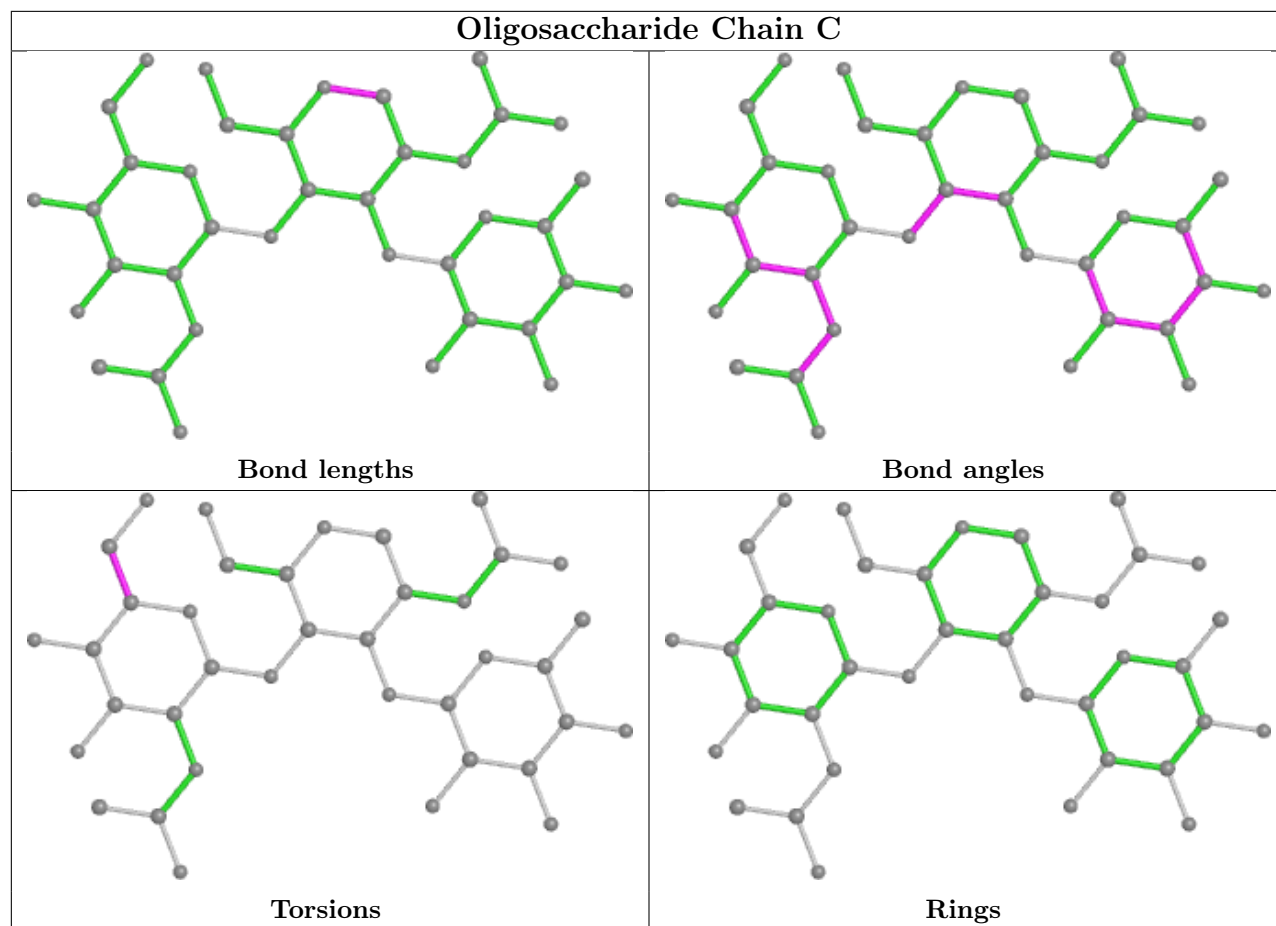 Oligosaccharide Chain C
Bond lengths
Bond angles
Torsions
Rings